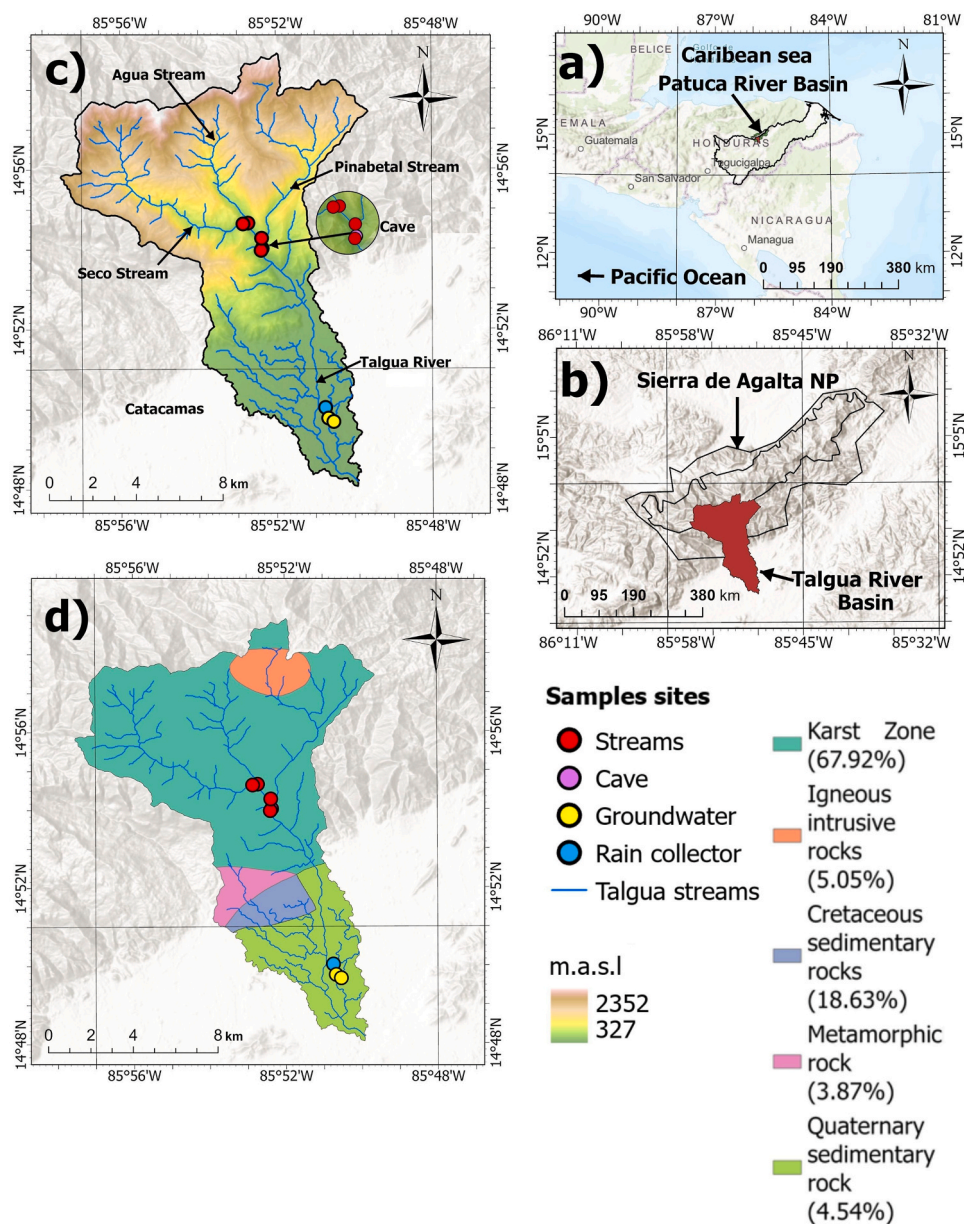 c)
85°56'W 85°52'W 85°48'W
N
Agua Stream
Pinabetal Stream
Cave
Seco Stream
Talgua River
Catacamas
14°56'N
14°52'N
14°48'N
14°56'N
14°52'N
14°48'N
0 2 4 8 km
85°56'W 85°52'W 85°48'W
a)
90°W 87°W 84°W 81°W
N
BELICE
Caribean sea
Patuca River Basin
EMALA
Guatemala
HONDURAS
Tegucigalpa
San Salvador
NICARAGUA
Managua
Pacific Ocean
15°N
12°N
15°N
12°N
0 95 190 380 km
90°W 87°W 84°W 81°W
b)
86°11'W 85°58'W 85°45'W 85°32'W
N
Sierra de Agalta NP
15°5'N
14°52'N
15°5'N
14°52'N
0 95 190 380 km
Talgua River
Basin
86°11'W 85°58'W 85°45'W 85°32'W
d)
85°56'W 85°52'W 85°48'W
N
14°56'N
14°52'N
14°48'N
14°56'N
14°52'N
14°48'N
0 2 4 8 km
85°56'W 85°52'W 85°48'W
Samples sites
Streams
Cave
Groundwater
Rain collector
Talgua streams
m.a.s.l
2352
327
Karst Zone
(67.92%)
Igneous
intrusive
rocks
(5.05%)
Cretaceous
sedimentary
rocks
(18.63%)
Metamorphic
rock
(3.87%)
Quaternary
sedimentary
rock
(4.54%)